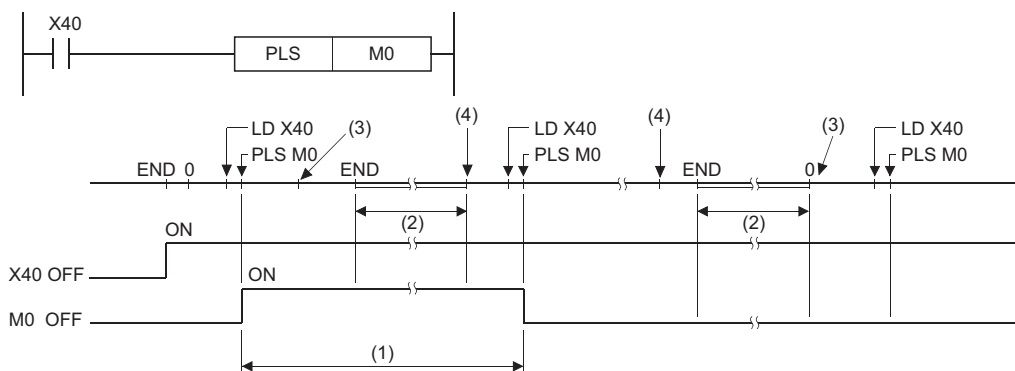 X40
PLS M0
(4) (4)
LD X40 (3) LD X40 (3) LD X40
PLS M0 PLS M0 PLS M0
END 0 END END 0
(2) (2)
ON
X40 OFF
ON
M0 OFF
(1)